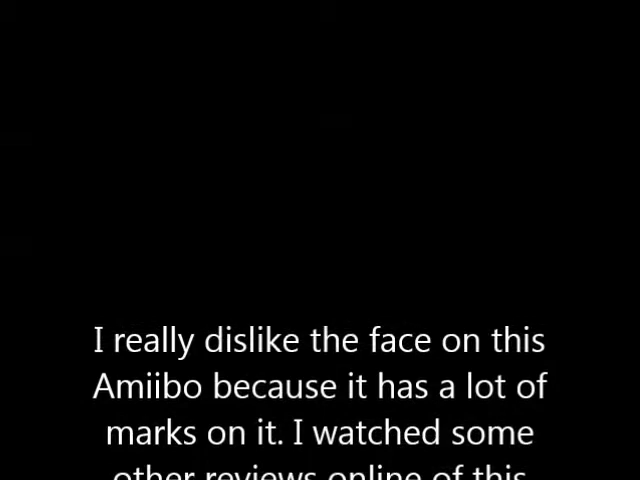 I really dislike the face on this
Amiibo because it has a lot of
marks on it. I watched some
other reviews online of this